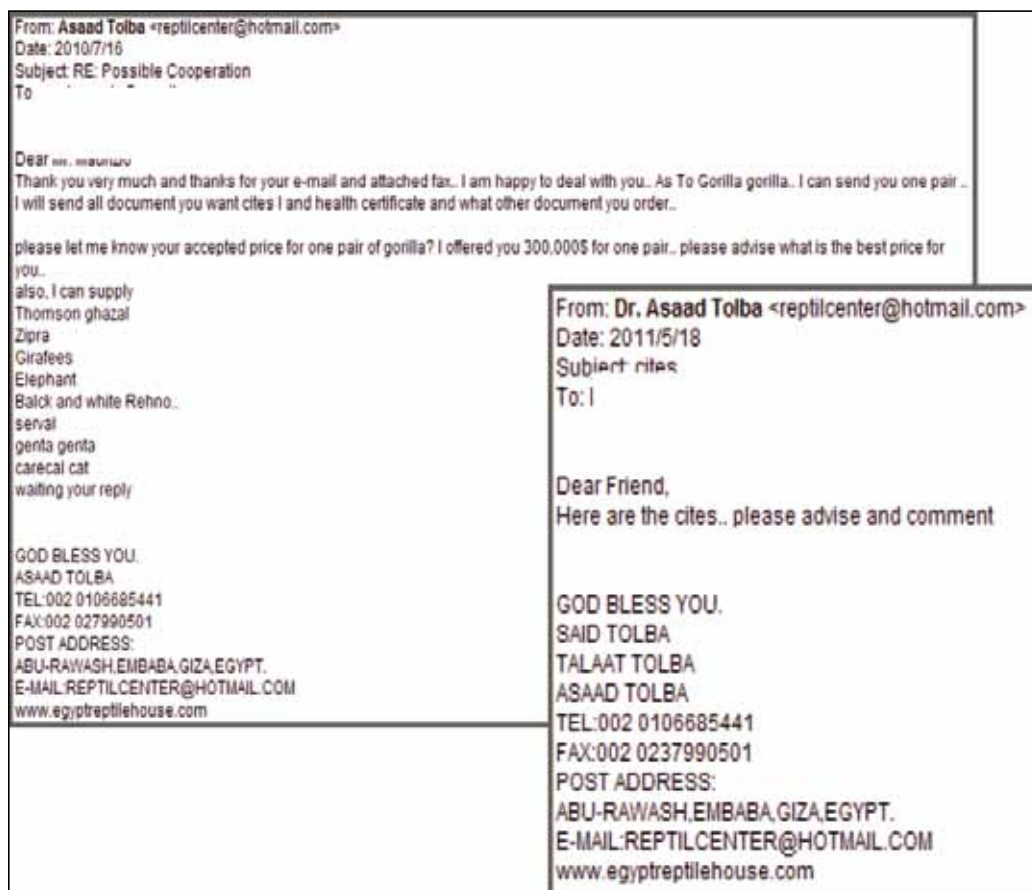 From: Asaad Tolba <reptilcenter@hotmail.com>
Date: 2010/7/16
Subject: RE: Possible Cooperation
To
Dear
Thank you very much and thanks for your e-mail and attached fax.. I am happy to deal with you.. As To Gorilla gorilla.. I can send you one pair ..
I will send all document you want cites I and health certificate and what other document you order..
please let me know your accepted price for one pair of gorilla? I offered you 300,000$ for one pair.. please advise what is the best price for
you..
also, I can supply
Thomson ghazal
Zipra
Girafees
Elephant
Balck and white Rehno..
serval
genta genta
carecal cat
waiting your reply
GOD BLESS YOU.
ASAAD TOLBA
TEL:002 0106685441
FAX:002 027990501
POST ADDRESS:
ABU-RAWASH,EMBABA,GIZA,EGYPT.
E-MAIL:REPTILCENTER@HOTMAIL.COM
www.egyptreptilehouse.com
From: Dr. Asaad Tolba <reptilcenter@hotmail.com>
Date: 2011/5/18
Subject: cites
To:
Dear Friend,
Here are the cites.. please advise and comment
GOD BLESS YOU.
SAID TOLBA
TALAAT TOLBA
ASAAD TOLBA
TEL:002 0106685441
FAX:002 0237990501
POST ADDRESS:
ABU-RAWASH,EMBABA,GIZA,EGYPT.
E-MAIL:REPTILCENTER@HOTMAIL.COM
www.egyptreptilehouse.com